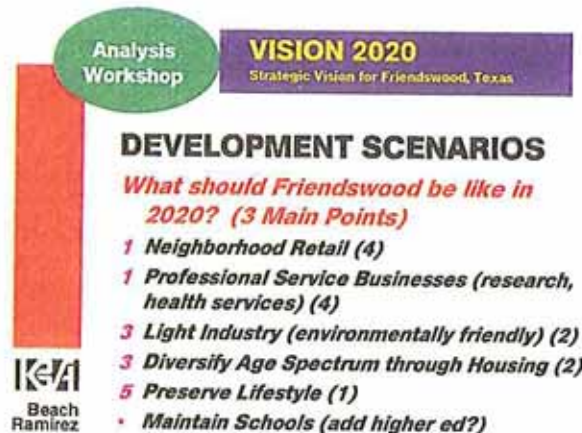 Analysis
Workshop
VISION 2020
Strategic Vision for Friendswood, Texas
DEVELOPMENT SCENARIOS
What should Friendswood be like in
2020? (3 Main Points)
1 Neighborhood Retail (4)
1 Professional Service Businesses (research,
health services) (4)
3 Light Industry (environmentally friendly) (2)
3 Diversify Age Spectrum through Housing (2)
5 Preserve Lifestyle (1)
• Maintain Schools (add higher ed?)
Beach
Ramirez